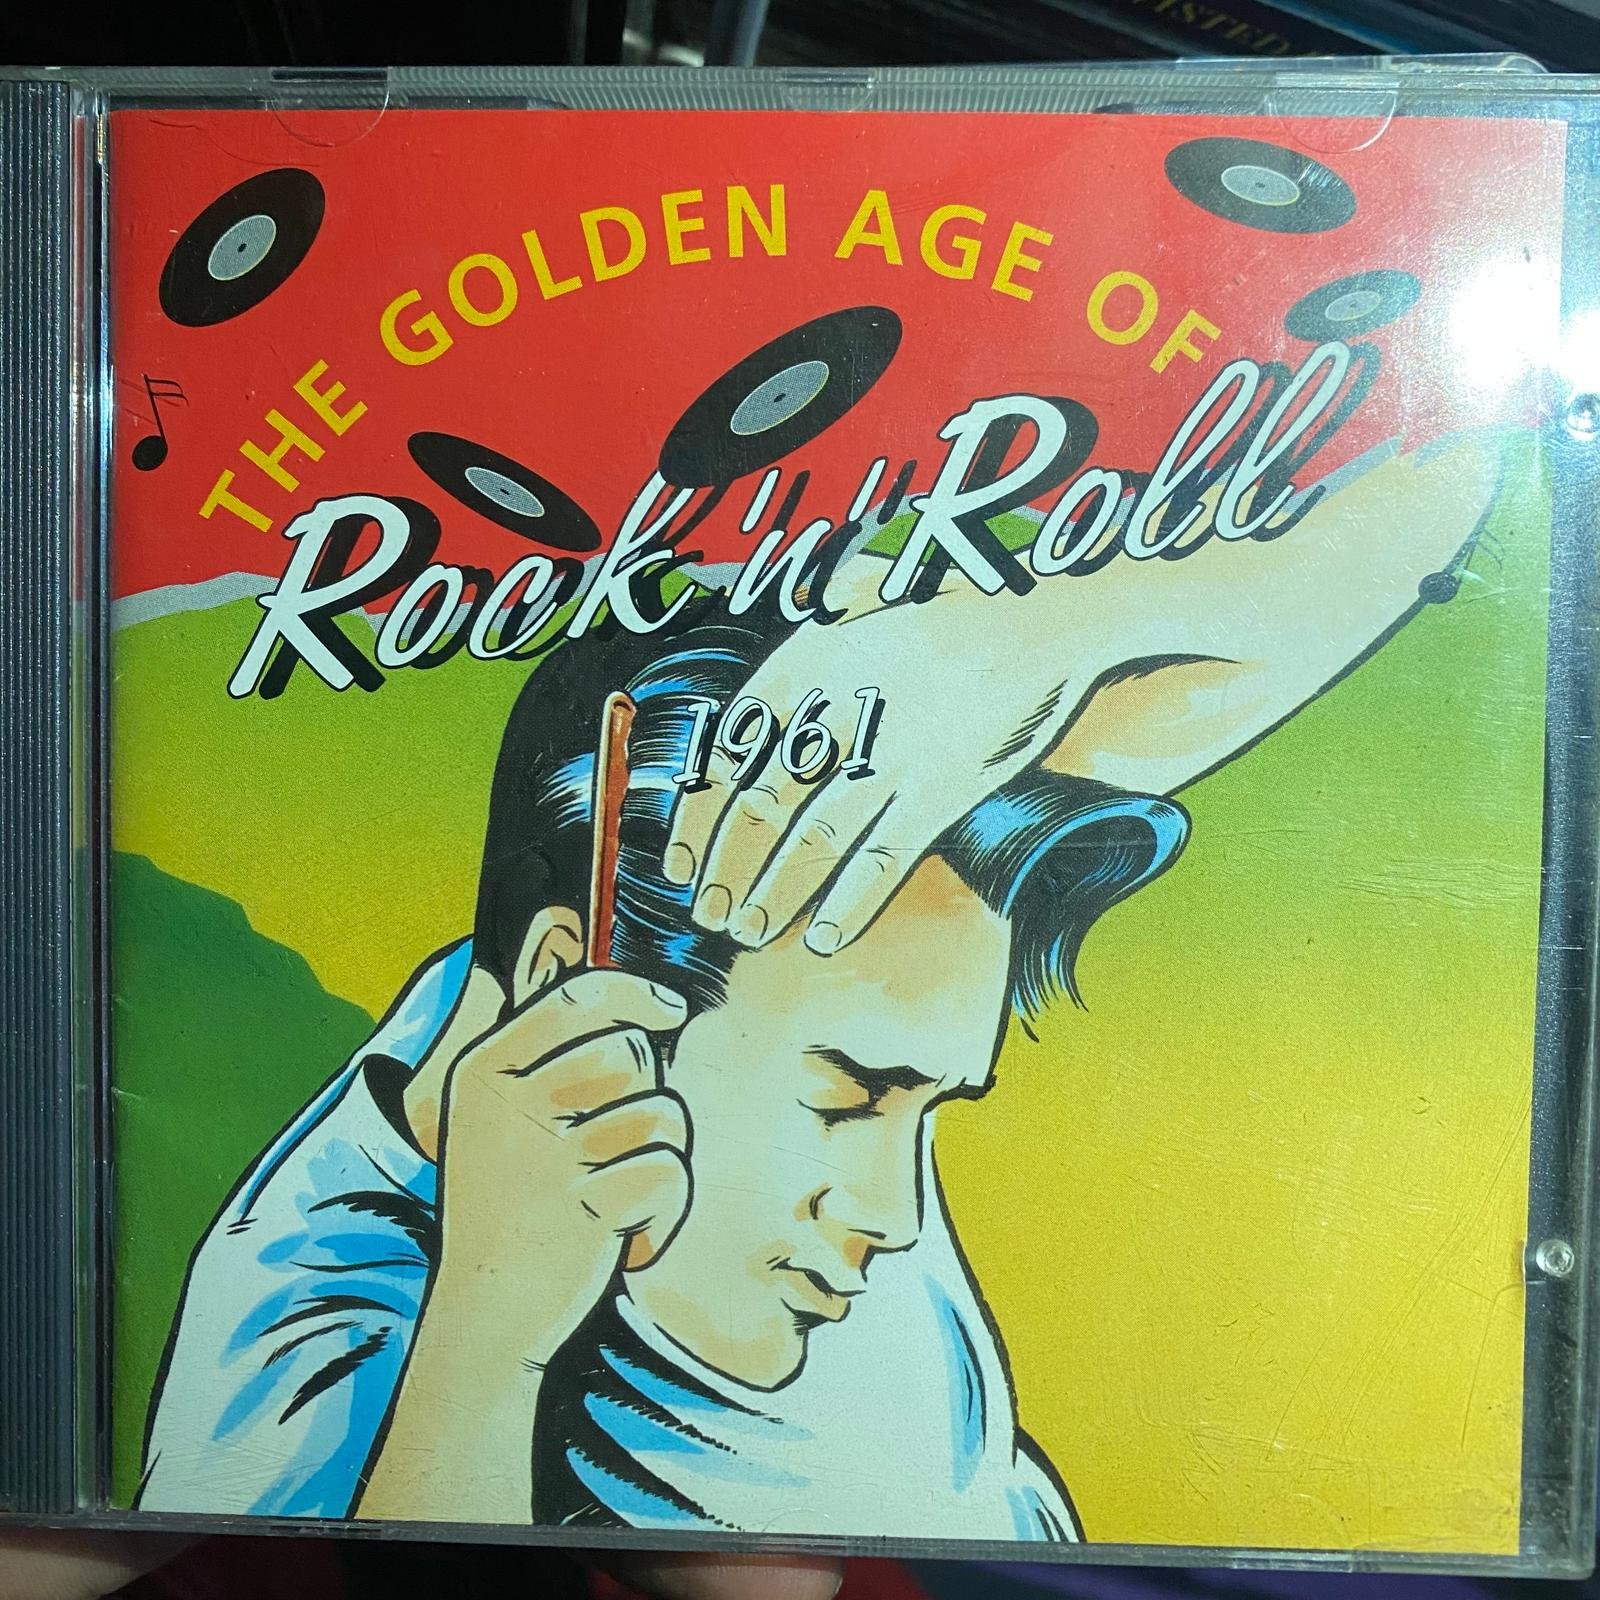 THE GOLDEN AGE OF
Rock 'n' Roll
1961